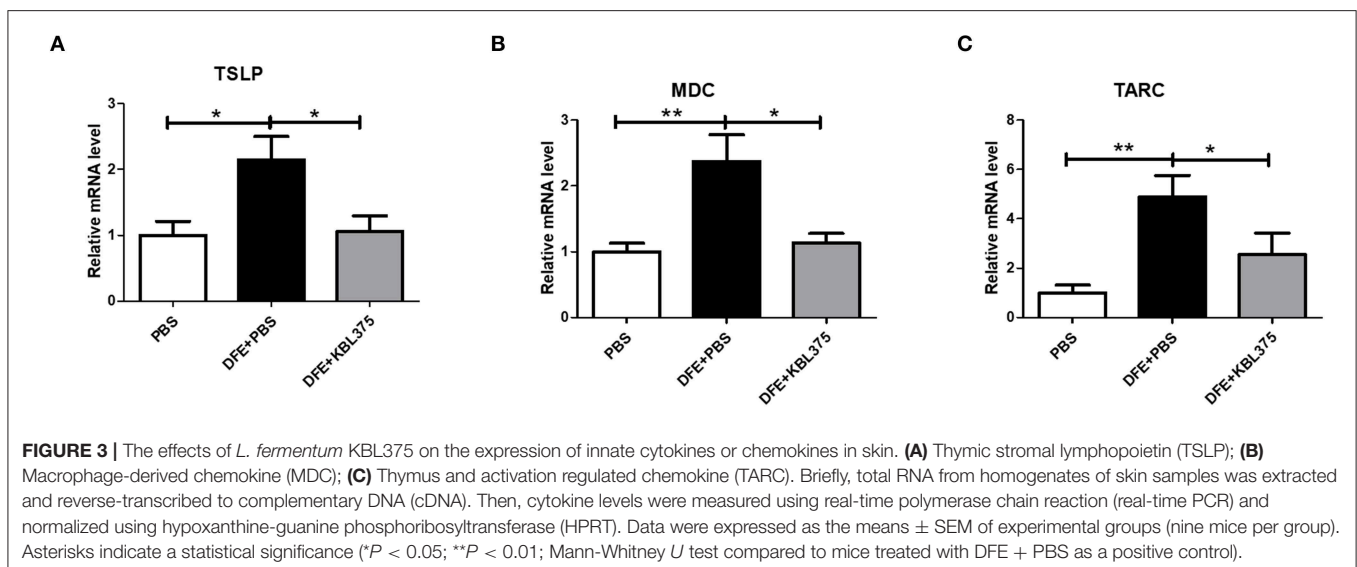 A
TSLP
Relative mRNA level
3
2
1
0
*
*
PBS
DFE+PBS
DFE+KBL375
B
MDC
Relative mRNA level
3
2
1
0
**
*
PBS
DFE+PBS
DFE+KBL375
C
TARC
Relative mRNA level
8
6
4
2
0
**
*
PBS
DFE+PBS
DFE+KBL375
FIGURE 3 | The effects of L. fermentum KBL375 on the expression of innate cytokines or chemokines in skin. (A) Thymic stromal lymphopoietin (TSLP); (B)
Macrophage-derived chemokine (MDC); (C) Thymus and activation regulated chemokine (TARC). Briefly, total RNA from homogenates of skin samples was extracted
and reverse-transcribed to complementary DNA (cDNA). Then, cytokine levels were measured using real-time polymerase chain reaction (real-time PCR) and
normalized using hypoxanthine-guanine phosphoribosyltransferase (HPRT). Data were expressed as the means ± SEM of experimental groups (nine mice per group).
Asterisks indicate a statistical significance (*P < 0.05; **P < 0.01; Mann-Whitney U test compared to mice treated with DFE + PBS as a positive control).